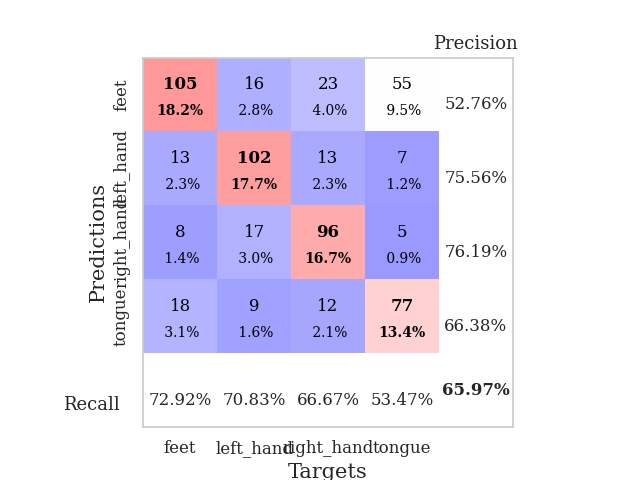 Precision
feet 105 16 23 55 52.76%
18.2% 2.8% 4.0% 9.5%
left_hand 13 102 13 7 75.56%
2.3% 17.7% 2.3% 1.2%
right_hand 8 17 96 5 76.19%
1.4% 3.0% 16.7% 0.9%
tongue 18 9 12 77 66.38%
3.1% 1.6% 2.1% 13.4%
Predictions
Recall 72.92% 70.83% 66.67% 53.47% 65.97%
feet left_hand right_hand tongue
Targets